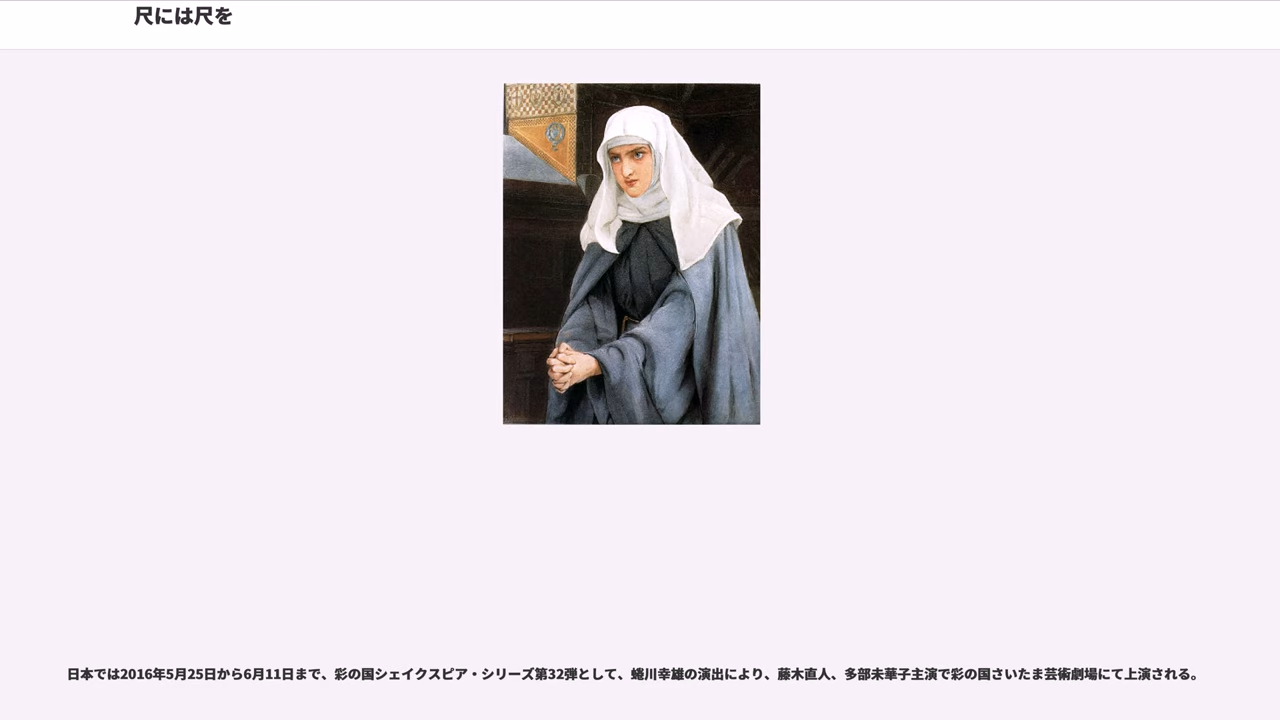 尺には尺を
日本では2016年5月25日から6月11日まで、彩の国シェイクスピア・シリーズ第32弾として、蜷川幸雄の演出により、藤木直人、多部未華子主演で彩の国さいたま芸術劇場にて上演される。